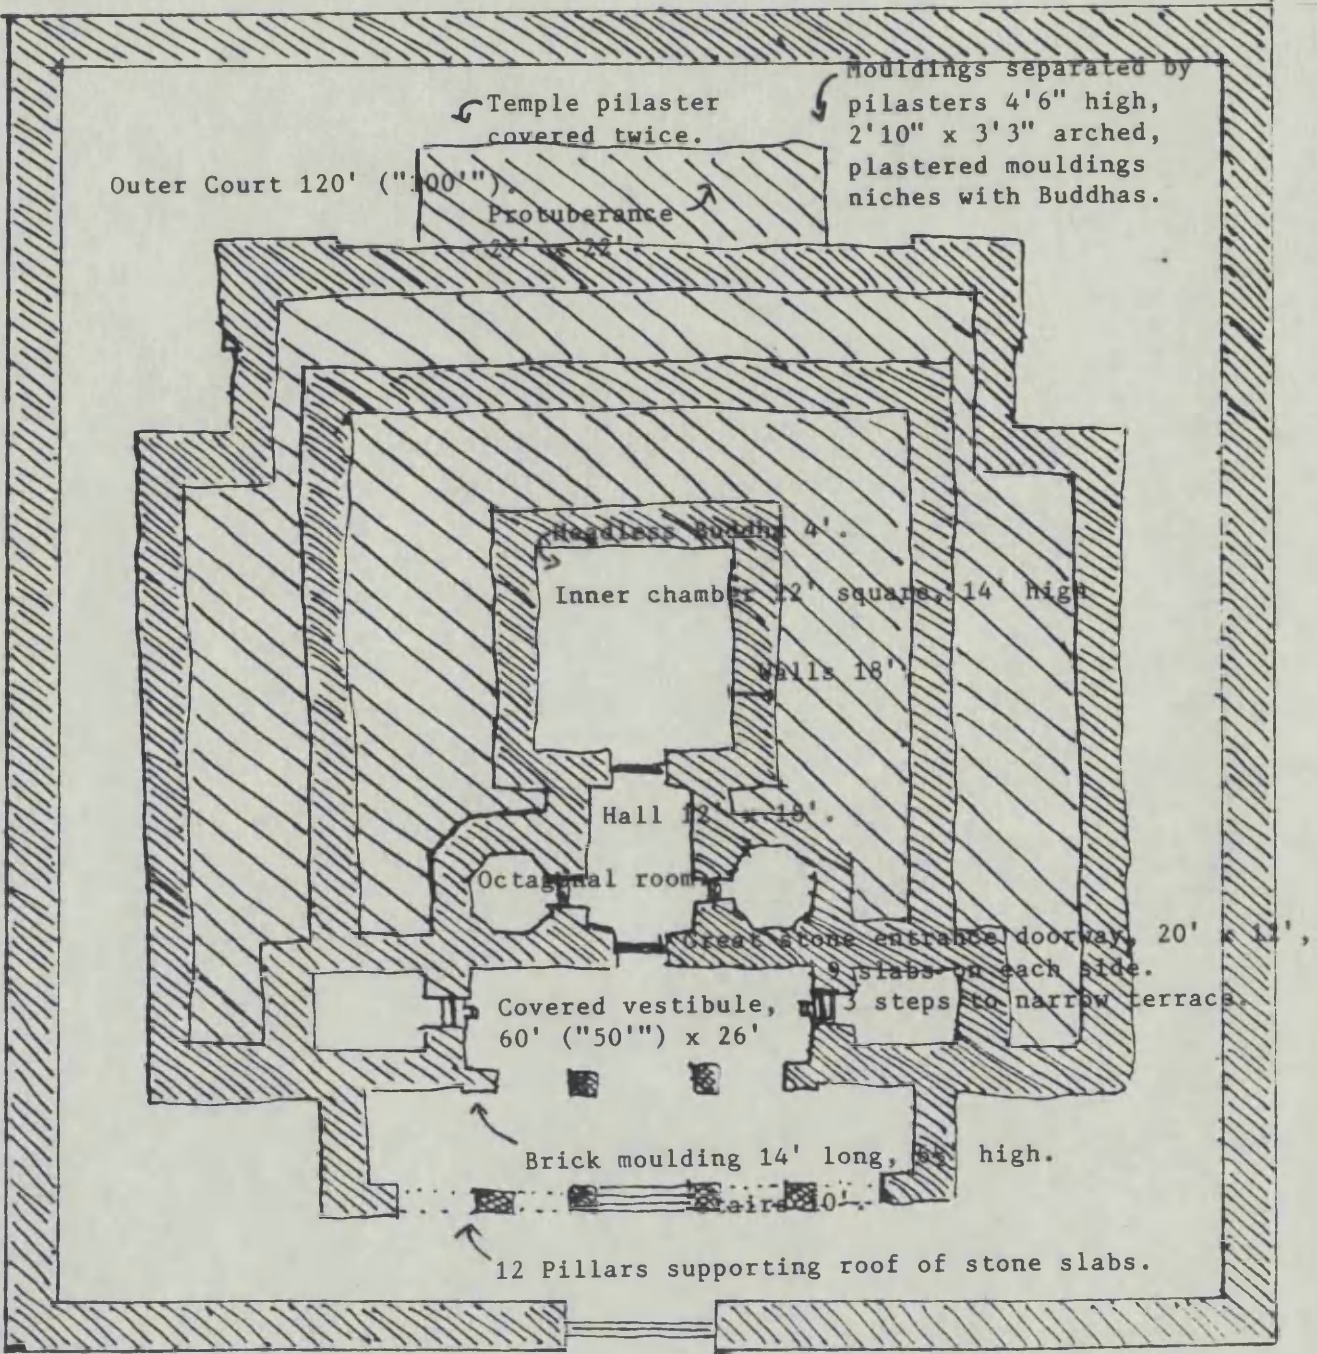 Mouldings separated by
pilasters 4'6" high,
2'10" x 3'3" arched,
plastered mouldings
niches with Buddhas.
Temple pilaster
covered twice.
Outer Court 120' ("100'").
Protuberance
27' x 22'.
Headless Buddha 4'.
Inner chamber 12' square, 14' high
Walls 18'
Hall 12' x 18'.
Octagonal room.
Great stone entrance doorway, 20' x 11',
9 slabs on each side.
3 steps to narrow terrace.
Covered vestibule,
60' ("50'") x 26'
Brick moulding 14' long, high.
Stairs 10'.
12 Pillars supporting roof of stone slabs.